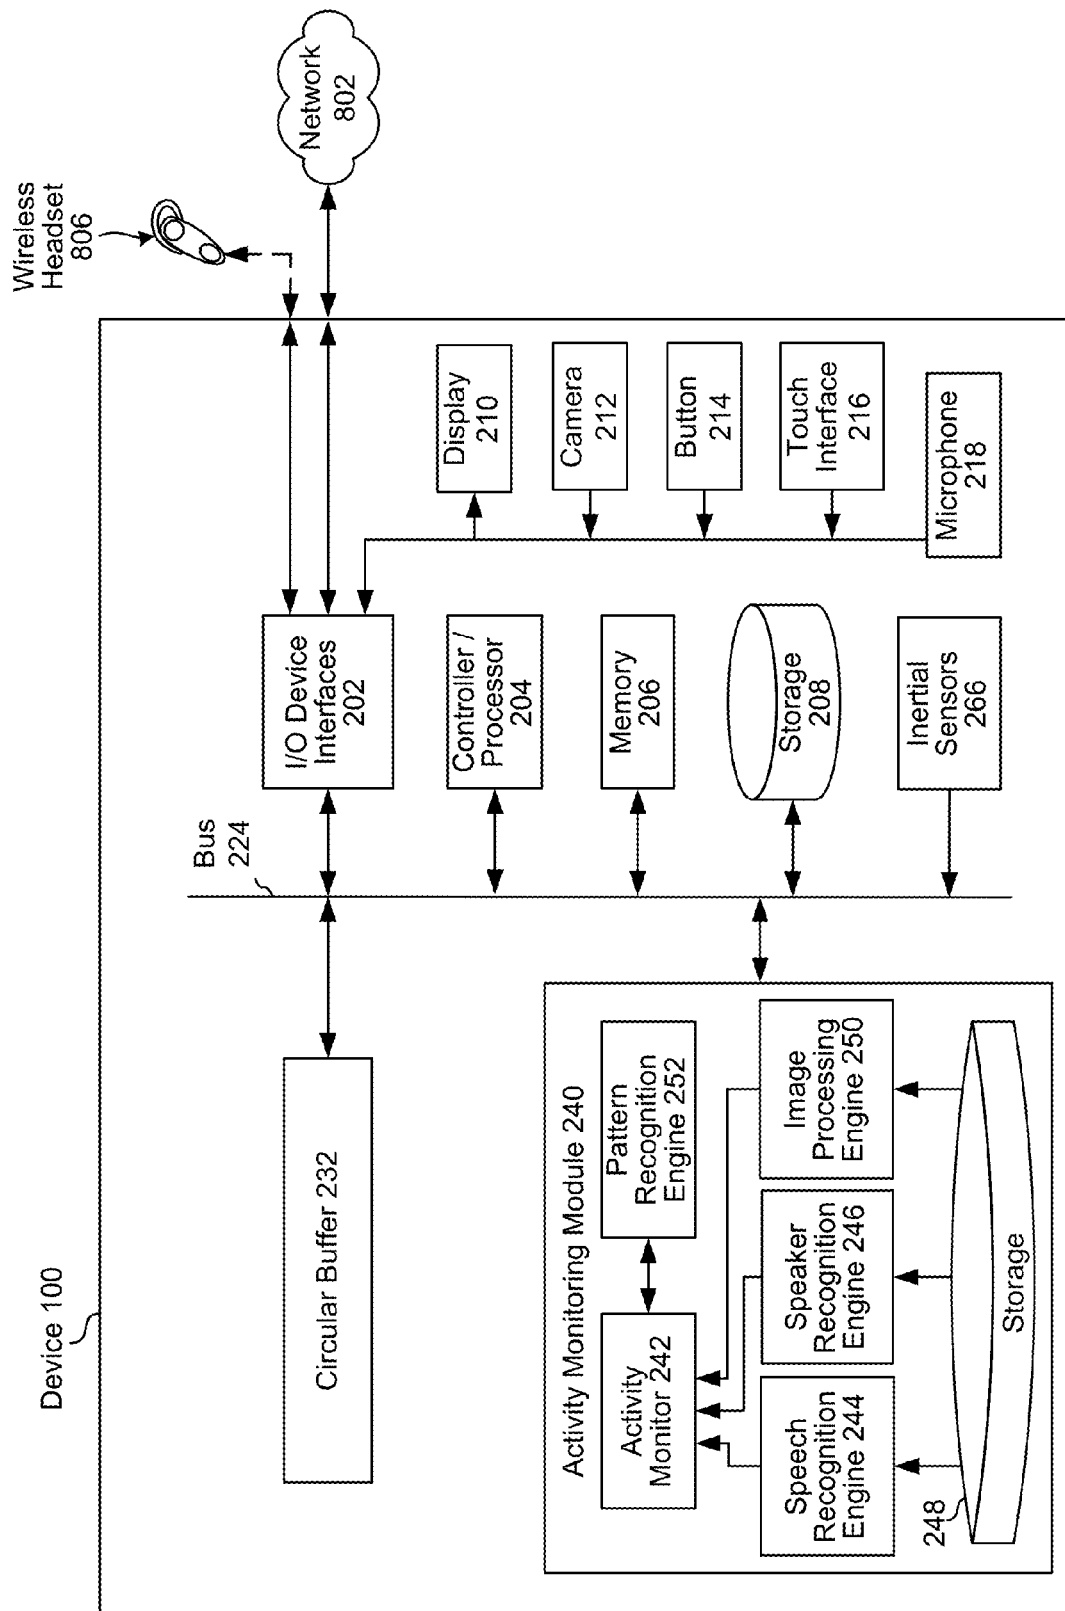 Device 100
Wireless
Headset
806
Network
802
Bus
224
Circular Buffer 232
I/O Device
Interfaces
202
Controller /
Processor
204
Memory
206
Storage
208
Inertial
Sensors
266
Display
210
Camera
212
Button
214
Touch
Interface
216
Microphone
218
Activity Monitoring Module 240
Activity
Monitor 242
Pattern
Recognition
Engine 252
Speech
Recognition
Engine 244
Speaker
Recognition
Engine 246
Image
Processing
Engine 250
248
Storage